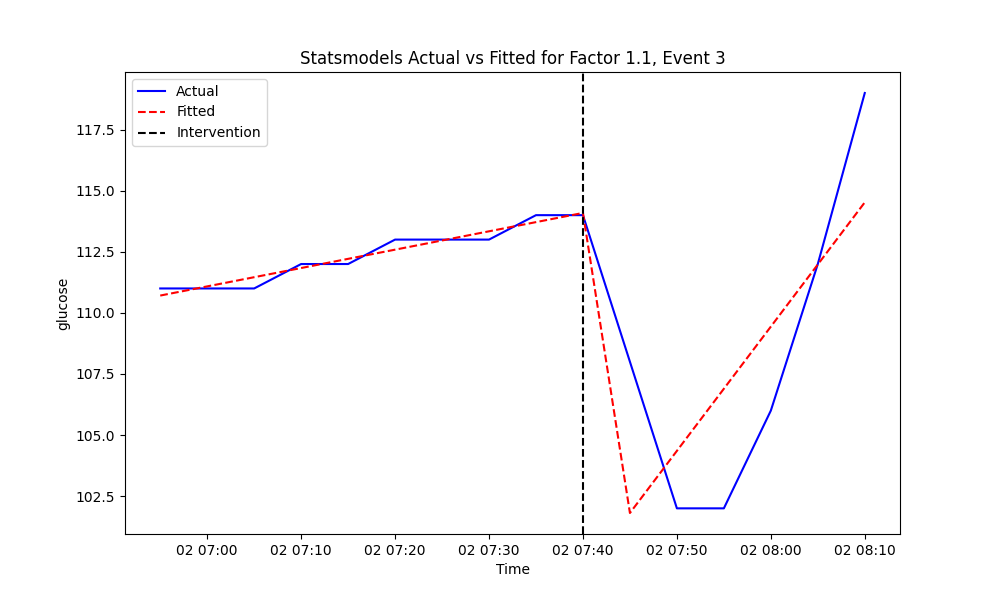 Statsmodels Actual vs Fitted for Factor 1.1, Event 3
Actual
Fitted
Intervention
117.5
115.0
112.5
110.0
107.5
105.0
102.5
glucose
02 07:00 02 07:10 02 07:20 02 07:30 02 07:40 02 07:50 02 08:00 02 08:10
Time